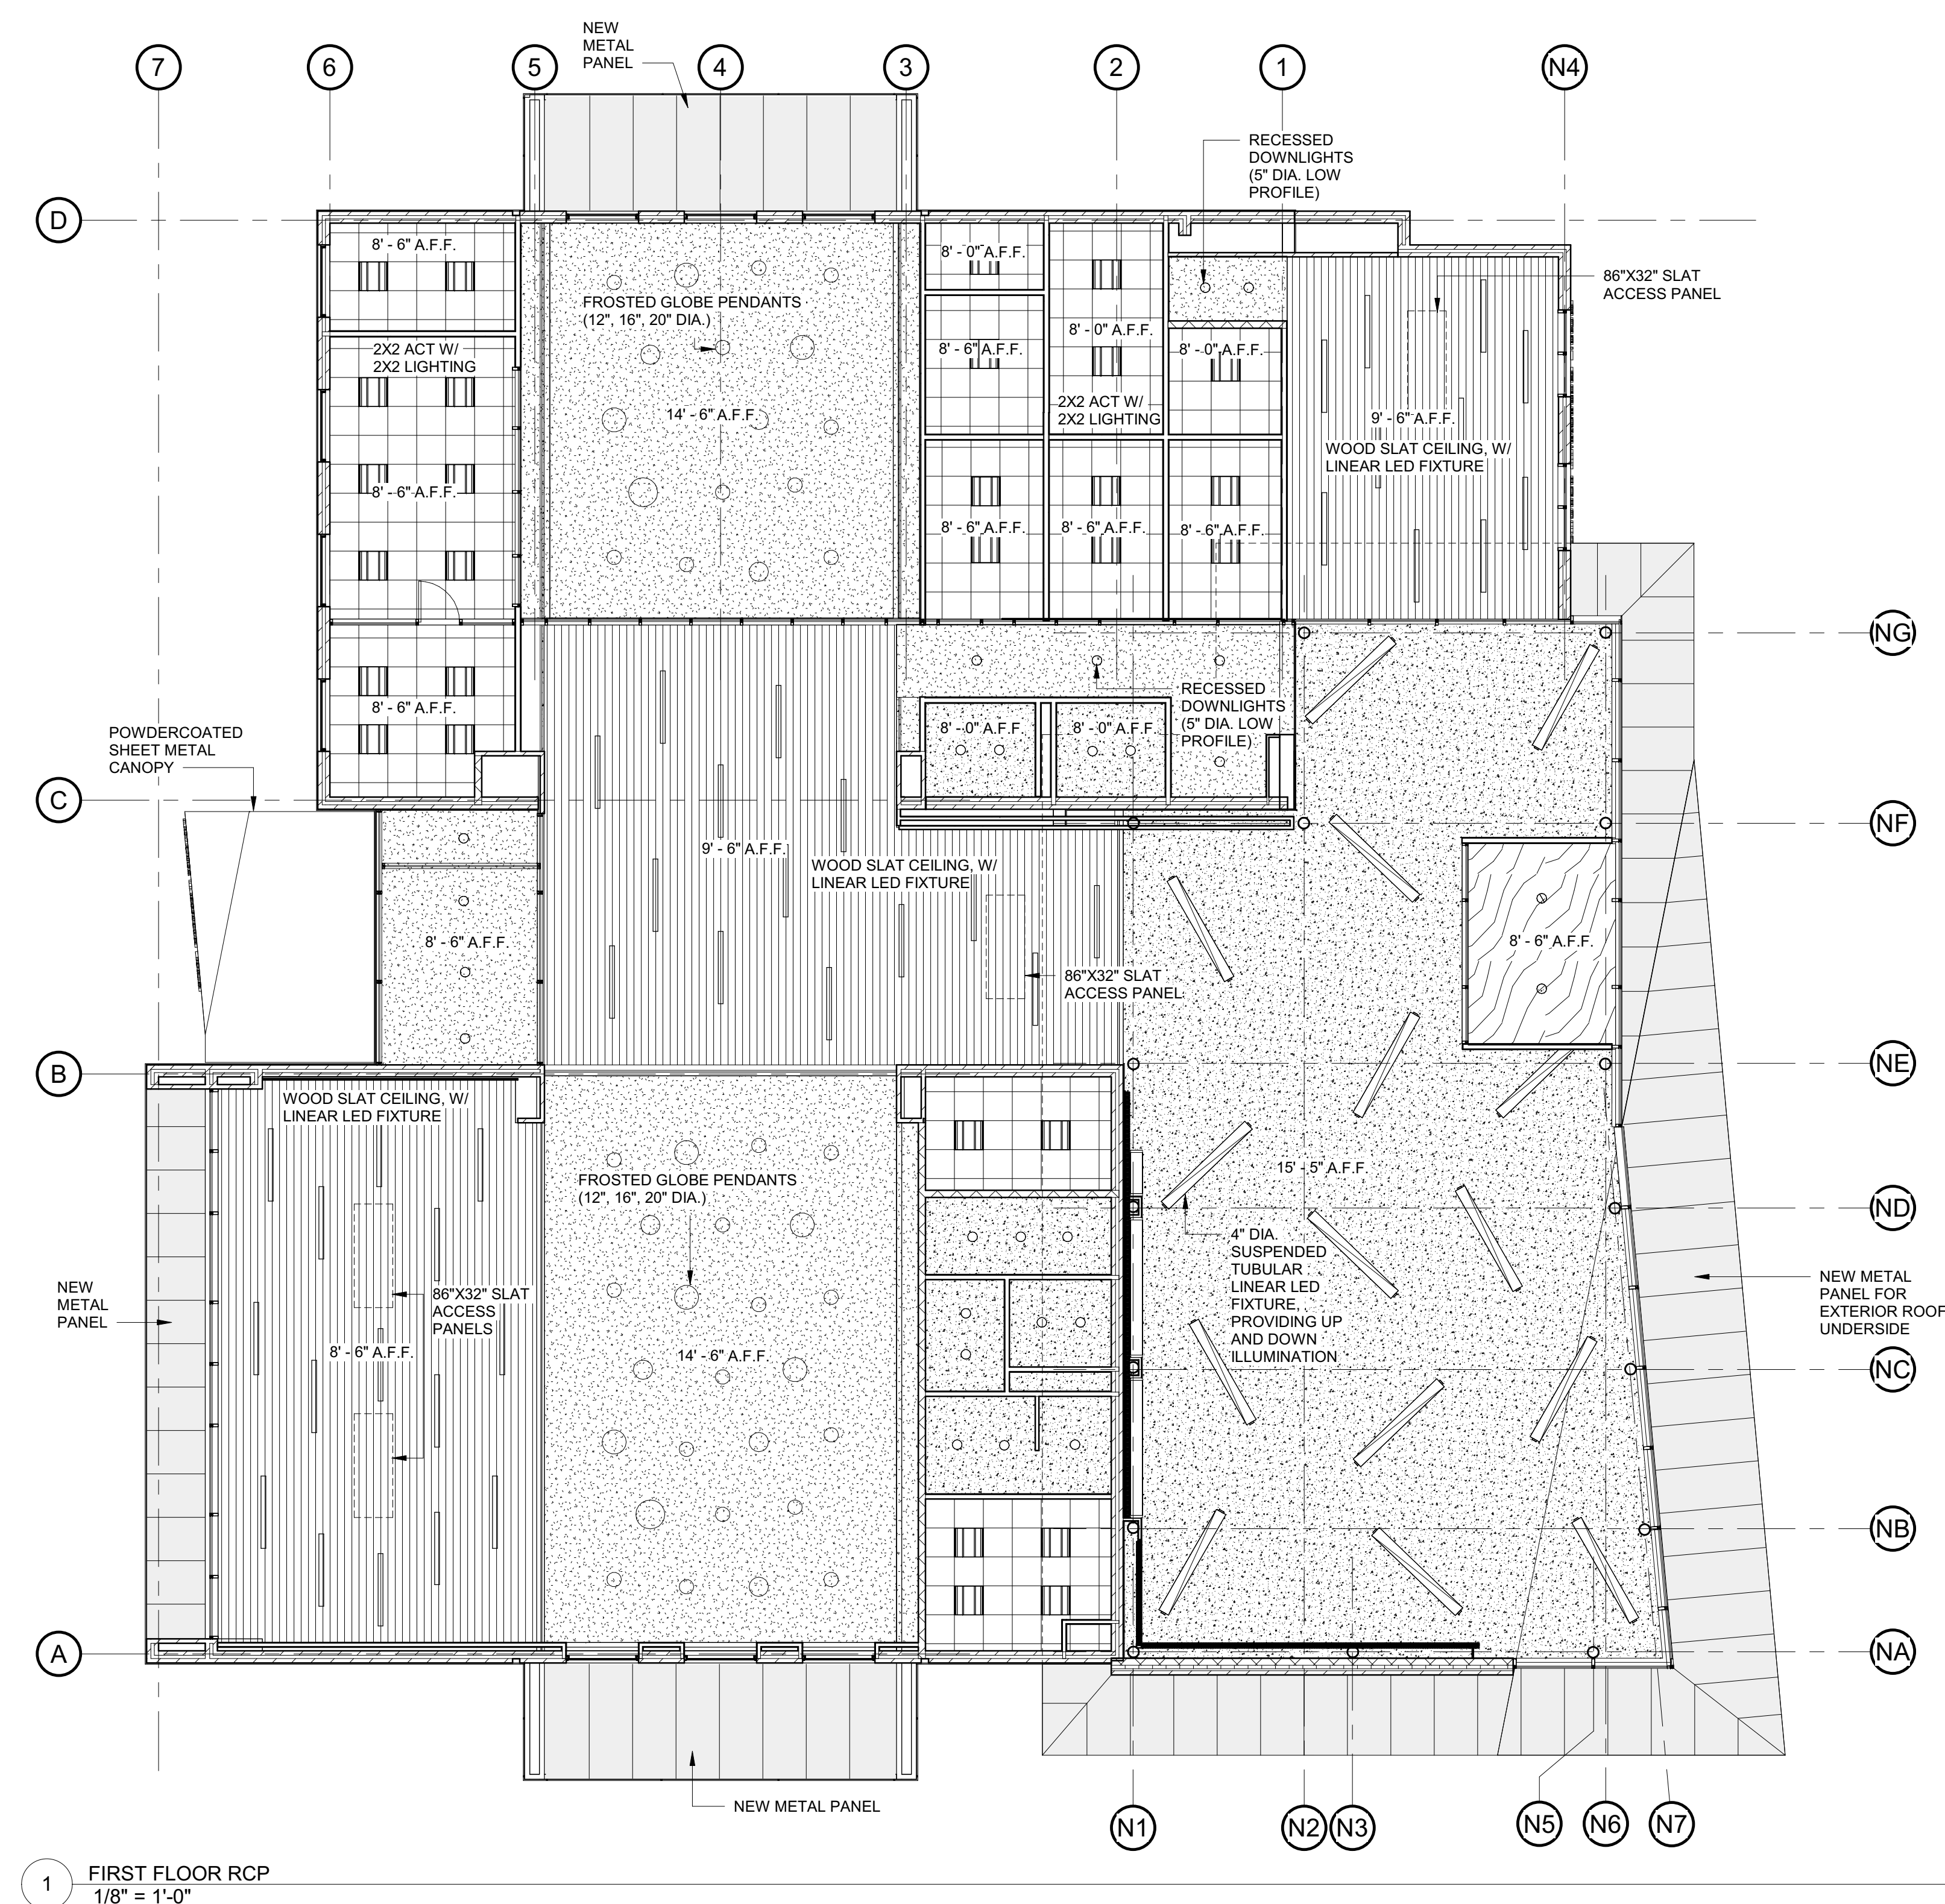 NEW
METAL
PANEL
7
6
5
4
3
2
1
N4
RECESSED
DOWNLIGHTS
(5" DIA. LOW
PROFILE)
D
8' - 6" A.F.F.
8' - 0" A.F.F.
86"X32" SLAT
ACCESS PANEL
FROSTED GLOBE PENDANTS
(12", 16", 20" DIA.)
8' - 0" A.F.F.
2X2 ACT W/
2X2 LIGHTING
8' - 6" A.F.F.
8' - 0" A.F.F.
14' - 6" A.F.F.
2X2 ACT W/
2X2 LIGHTING
9' - 6" A.F.F.
WOOD SLAT CEILING, W/
LINEAR LED FIXTURE
8' - 6" A.F.F.
8' - 6" A.F.F.
8' - 6" A.F.F.
8' - 6" A.F.F.
NG
RECESSED
DOWNLIGHTS
(5" DIA. LOW
PROFILE)
8' - 6" A.F.F.
8' - 0" A.F.F.
8' - 0" A.F.F.
POWDERCOATED
SHEET METAL
CANOPY
C
NF
9' - 6" A.F.F.
WOOD SLAT CEILING, W/
LINEAR LED FIXTURE
8' - 6" A.F.F.
8' - 6" A.F.F.
86"X32" SLAT
ACCESS PANEL
B
NE
WOOD SLAT CEILING, W/
LINEAR LED FIXTURE
FROSTED GLOBE PENDANTS
(12", 16", 20" DIA.)
15' - 5" A.F.F.
ND
4" DIA.
SUSPENDED
TUBULAR
LINEAR LED
FIXTURE,
PROVIDING UP
AND DOWN
ILLUMINATION
NEW
METAL
PANEL
86"X32" SLAT
ACCESS
PANELS
8' - 6" A.F.F.
14' - 6" A.F.F.
NEW METAL
PANEL FOR
EXTERIOR ROOF
UNDERSIDE
NC
NB
A
NA
NEW METAL PANEL
N1
N2
N3
N5
N6
N7
1
FIRST FLOOR RCP
1/8" = 1'-0"